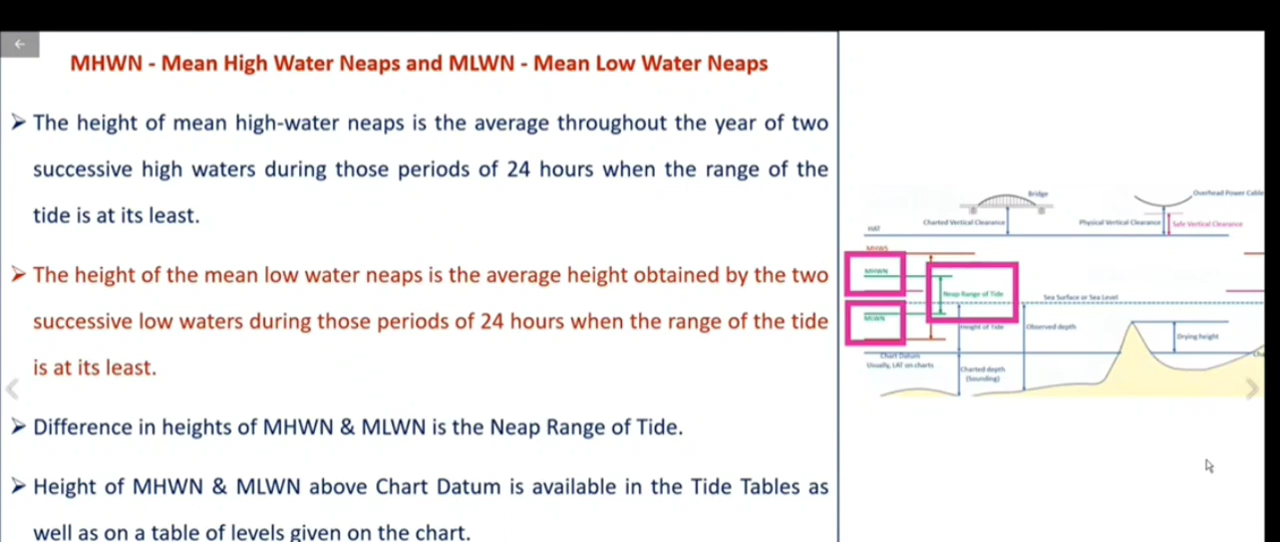 MHWN - Mean High Water Neaps and MLWN - Mean Low Water Neaps
➤ The height of mean high-water neaps is the average throughout the year of two
successive high waters during those periods of 24 hours when the range of the
tide is at its least.
➤ The height of the mean low water neaps is the average height obtained by the two
successive low waters during those periods of 24 hours when the range of the tide
is at its least.
➤ Difference in heights of MHWN & MLWN is the Neap Range of Tide.
➤ Height of MHWN & MLWN above Chart Datum is available in the Tide Tables as
well as on a table of levels given on the chart.
Bridge
Overhead Power Cable
Charted Vertical Clearance
Physical Vertical Clearance
Safe Vertical Clearance
HAT
MHWS
MHWN
Neap Range of Tide
Sea Surface or Sea Level
MLWN
Height of Tide
Observed depth
Drying height
Chart Datum
Usually, LAT on charts
Charted depth
(Sounding)